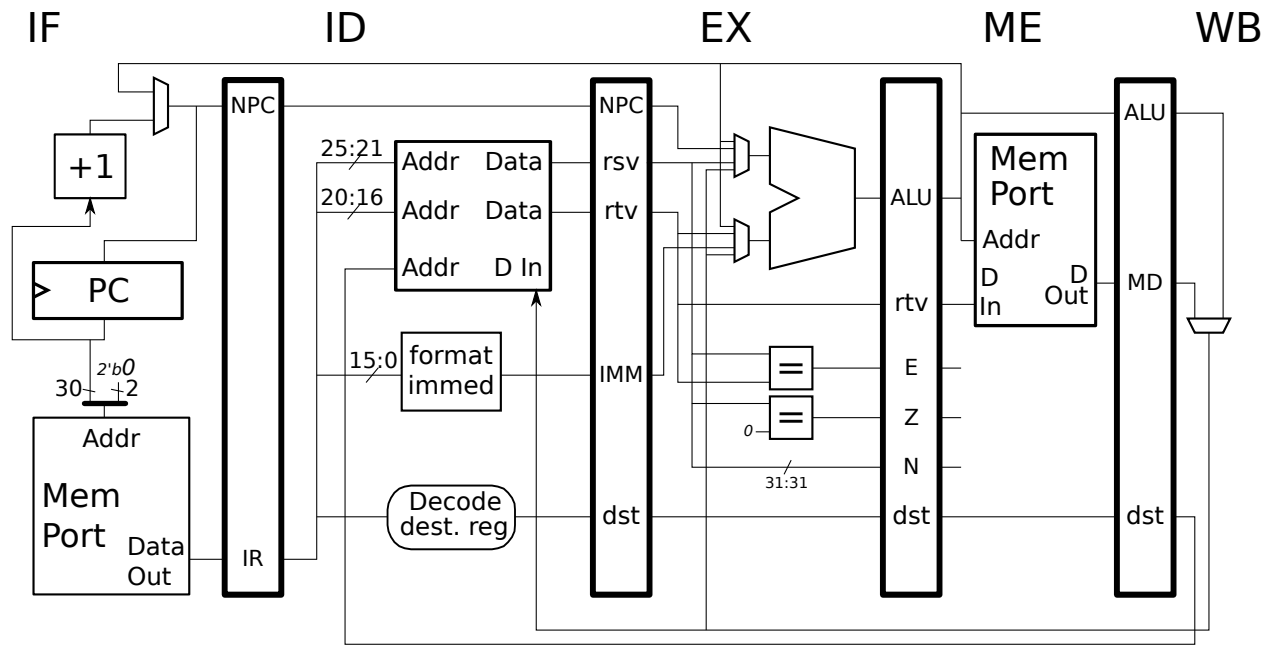 IF
ID
EX
ME
WB
+1
PC
2'b0
30
2
Addr
Mem
Port
Data
Out
NPC
IR
25:21
20:16
Addr
Data
Addr
Data
Addr
D In
15:0
format
immed
Decode
dest. reg
NPC
rsv
rtv
IMM
dst
=
=
0
31:31
ALU
rtv
E
Z
N
dst
Mem
Port
Addr
D
In
D
Out
ALU
MD
dst